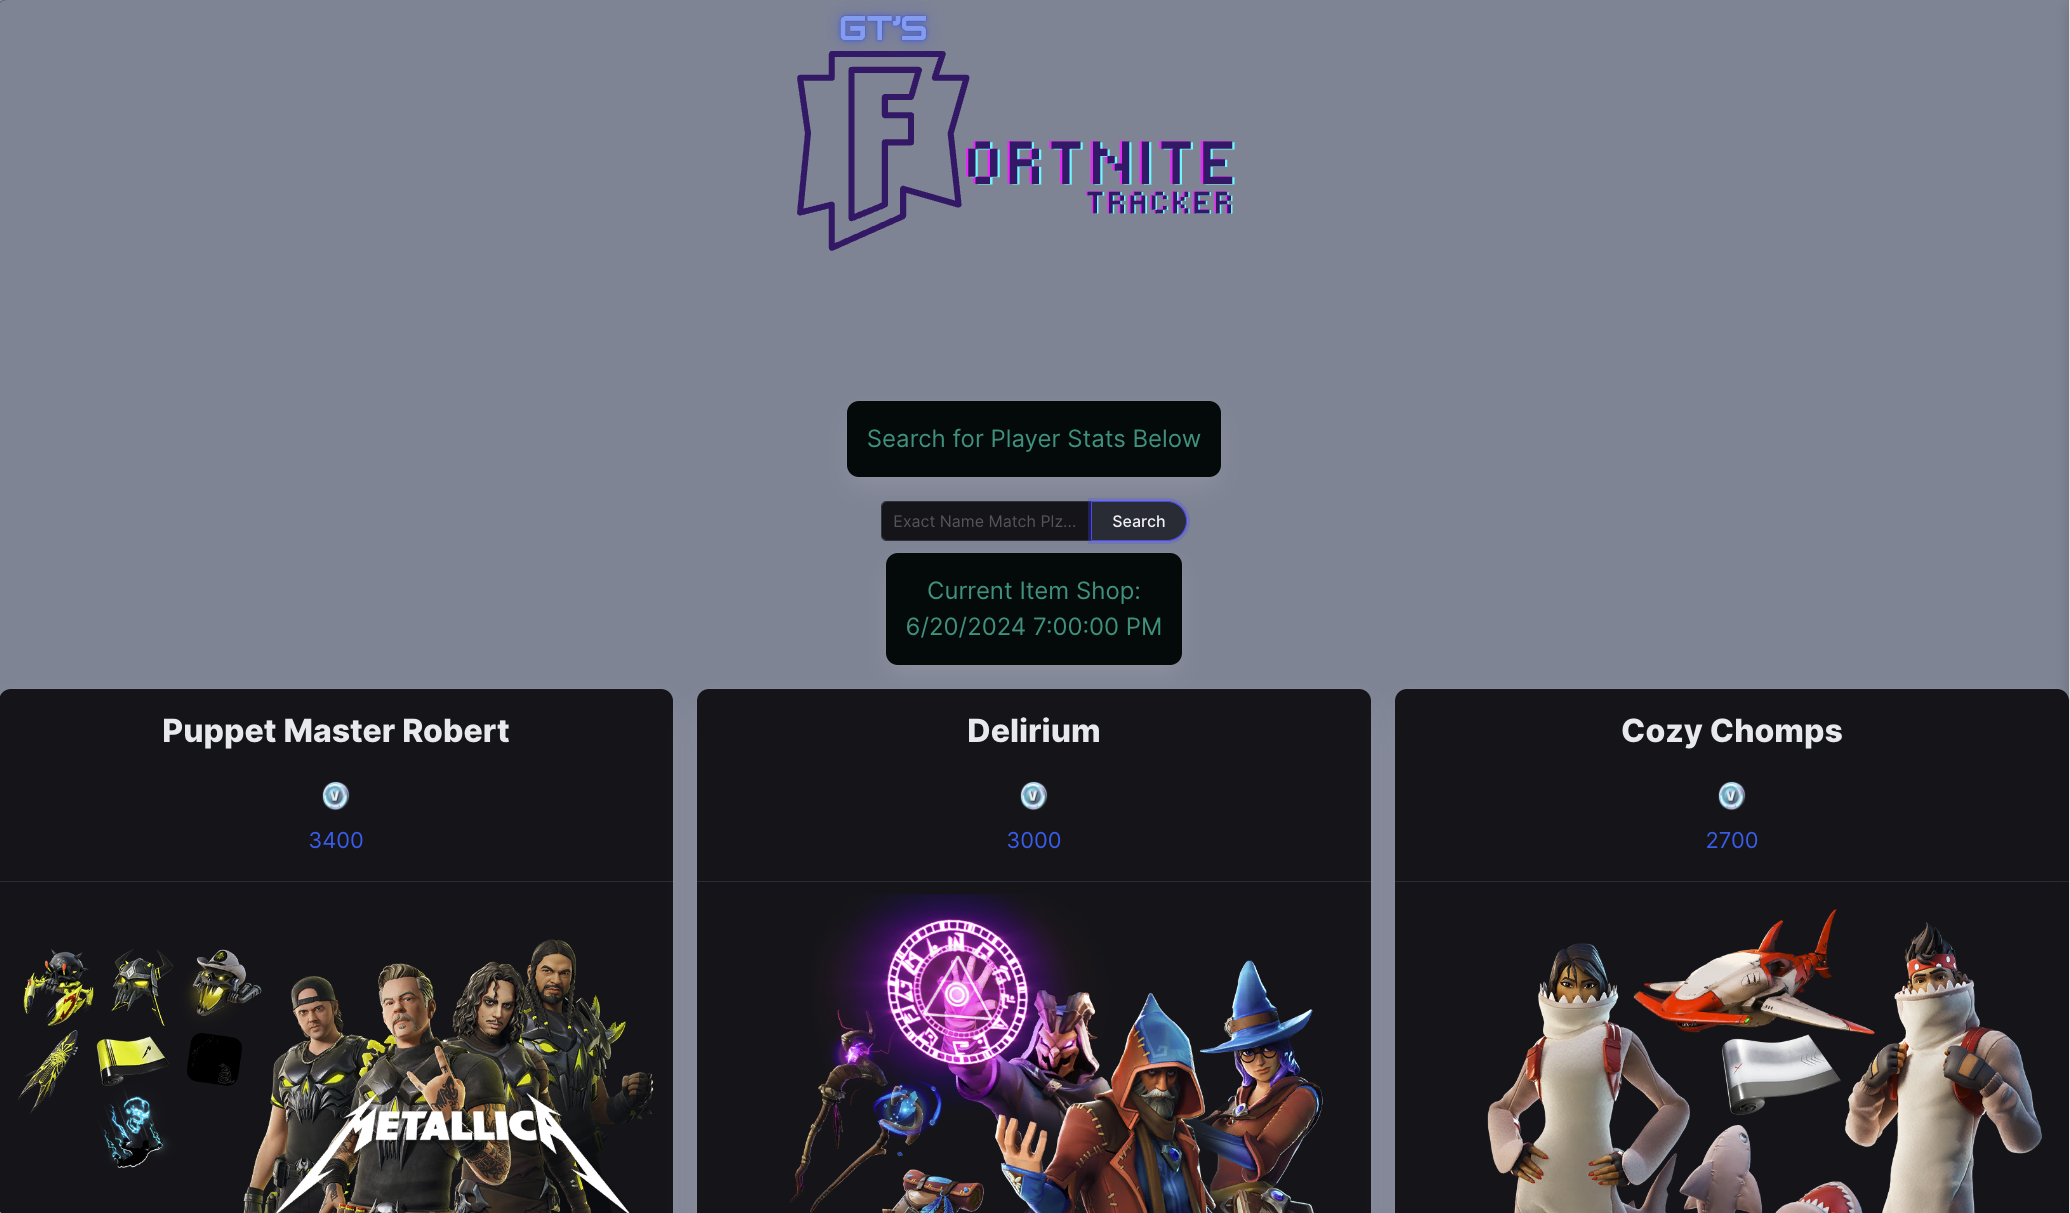 GT'S
FORTNITE
TRACKER
Search for Player Stats Below
Exact Name Match Plz...
Search
Current Item Shop:
6/20/2024 7:00:00 PM
Puppet Master Robert
Delirium
Cozy Chomps
V
V
V
3400
3000
2700
METALLICA